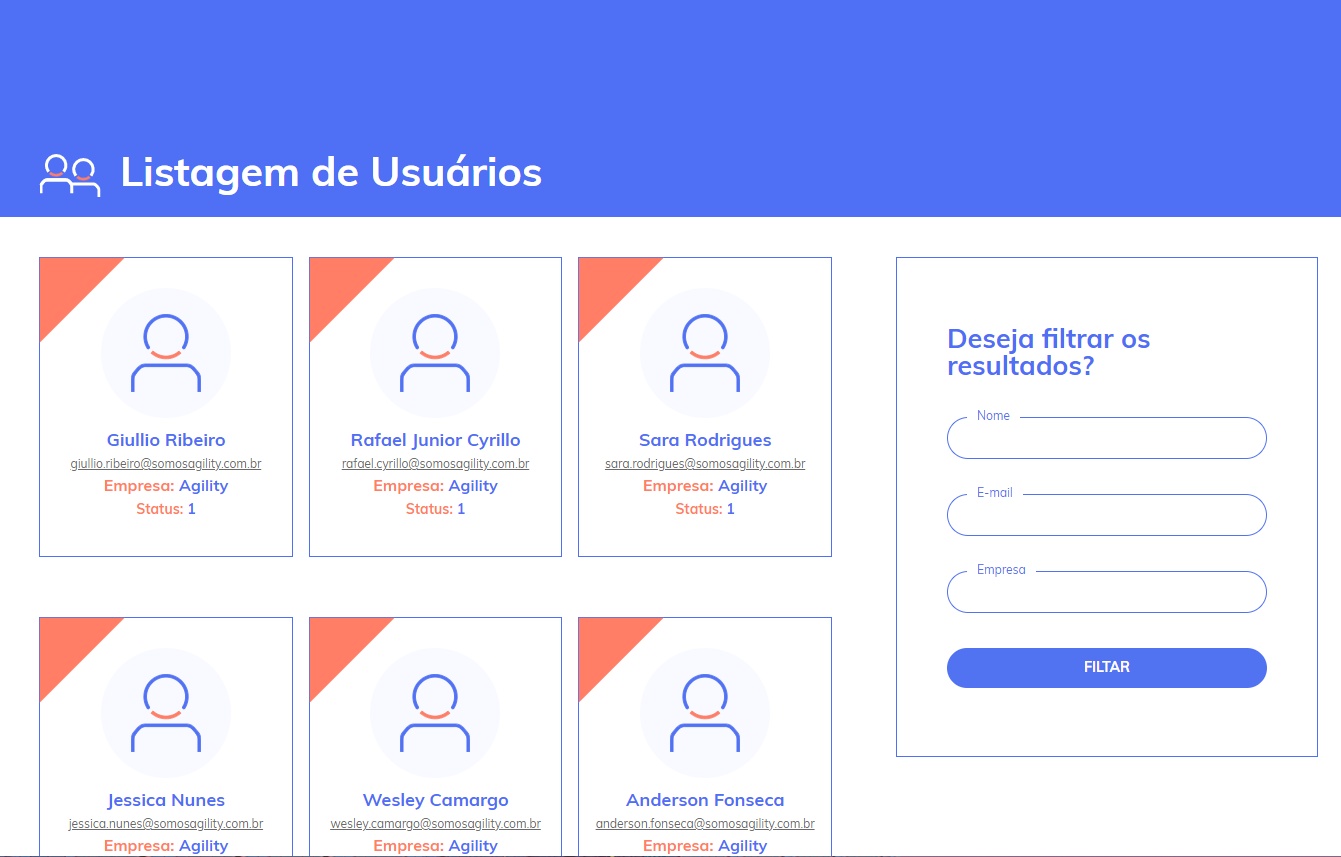 Listagem de Usuários
Giullio Ribeiro
giullio.ribeiro@somosagility.com.br
Empresa: Agility
Status: 1
Rafael Junior Cyrillo
rafael.cyrillo@somosagility.com.br
Empresa: Agility
Status: 1
Sara Rodrigues
sara.rodrigues@somosagility.com.br
Empresa: Agility
Status: 1
Jessica Nunes
jessica.nunes@somosagility.com.br
Empresa: Agility
Wesley Camargo
wesley.camargo@somosagility.com.br
Empresa: Agility
Anderson Fonseca
anderson.fonseca@somosagility.com.br
Empresa: Agility
Deseja filtrar os
resultados?
Nome
E-mail
Empresa
FILTAR